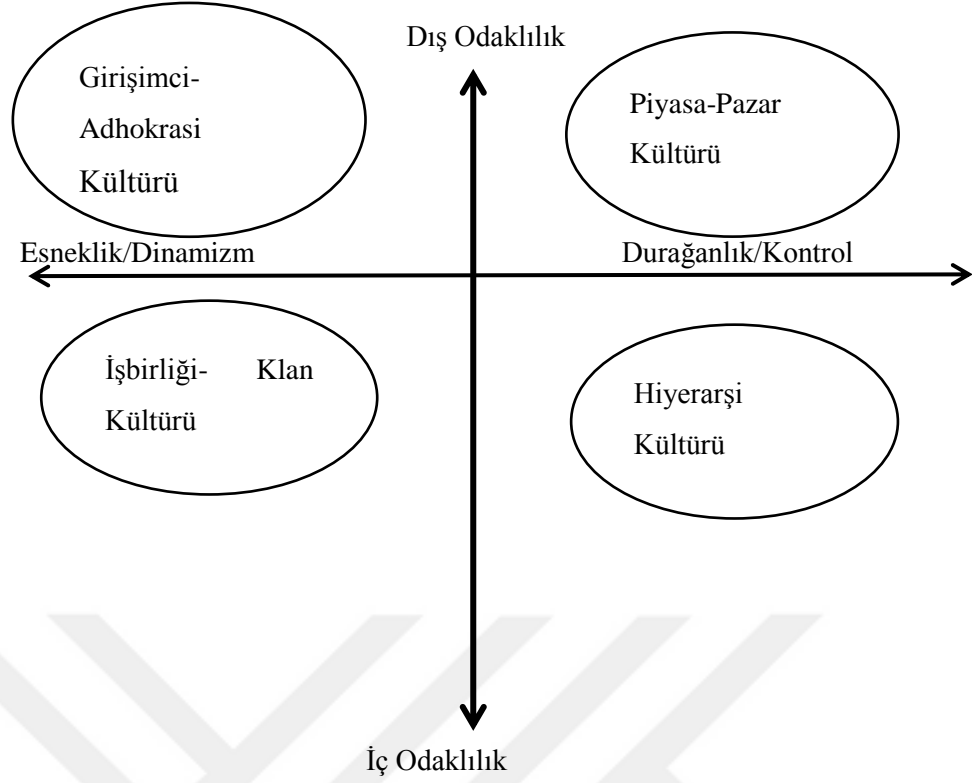 Dış Odaklılık
Girişimci-
Adhokrasi
Kültürü
Piyasa-Pazar
Kültürü
Esneklik/Dinamizm
Durağanlık/Kontrol
İşbirliği- Klan
Kültürü
Hiyerarşi
Kültürü
İç Odaklılık